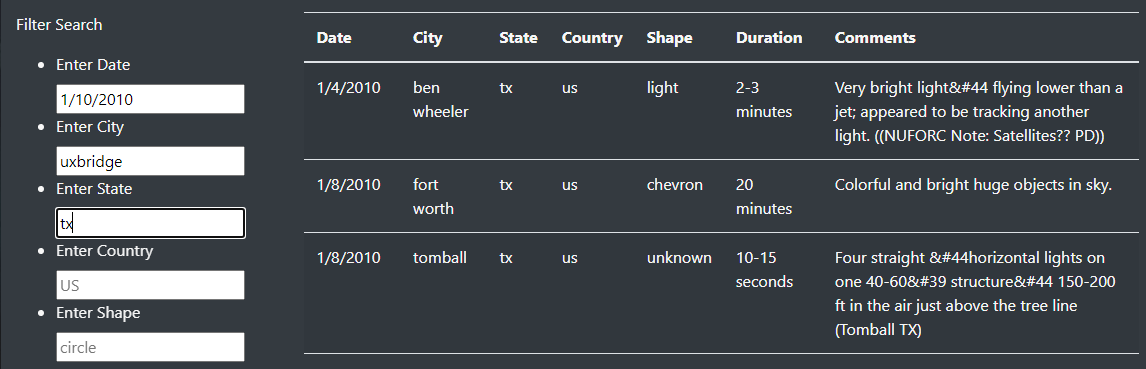 Filter Search
Enter Date
1/10/2010
Enter City
uxbridge
Enter State
tx
Enter Country
US
Enter Shape
circle
Date City State Country Shape Duration Comments
1/4/2010 ben tx us light 2-3 Very bright light&#44 flying lower than a
wheeler minutes jet; appeared to be tracking another
light. ((NUFORC Note: Satellites?? PD))
1/8/2010 fort tx us chevron 20 Colorful and bright huge objects in sky.
worth minutes
1/8/2010 tomball tx us unknown 10-15 Four straight &#44horizontal lights on
seconds one 40-60&#39 structure&#44 150-200
ft in the air just above the tree line
(Tomball TX)